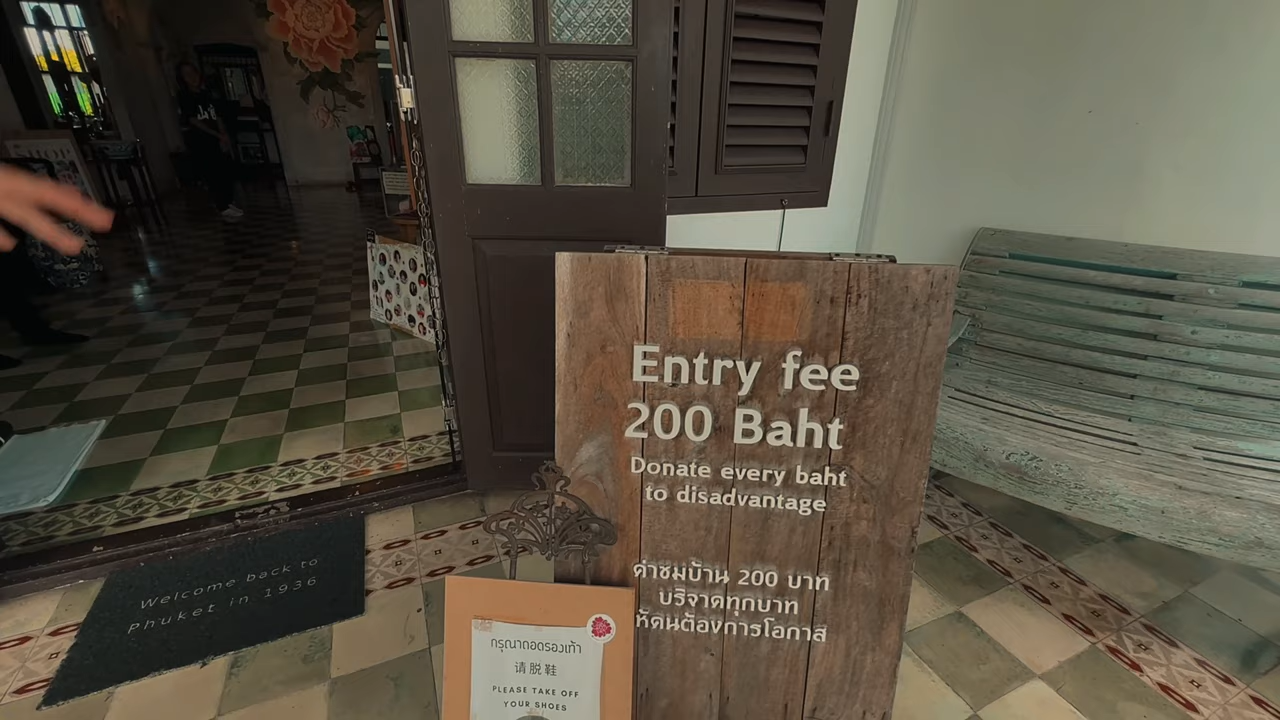 Entry fee
200 Baht
Donate every baht
to disadvantage
ค่าชมบ้าน 200 บาท
บริจาคทุกบาท
ให้คนต้องการโอกาส
Welcome back to
Phuket in 1936
กรุณาถอดรองเท้า
请脱鞋
PLEASE TAKE OFF
YOUR SHOES